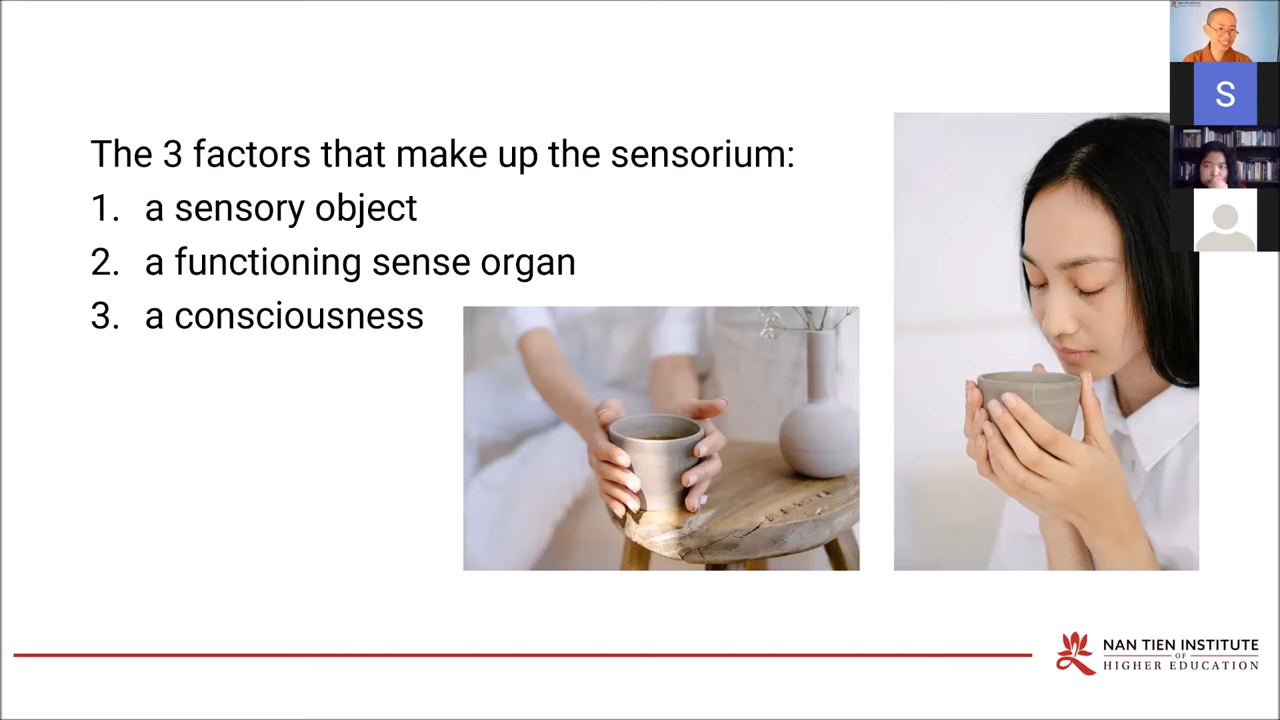 The 3 factors that make up the sensorium:
1. a sensory object
2. a functioning sense organ
3. a consciousness
S
NAN TIEN INSTITUTE
OF
HIGHER EDUCATION